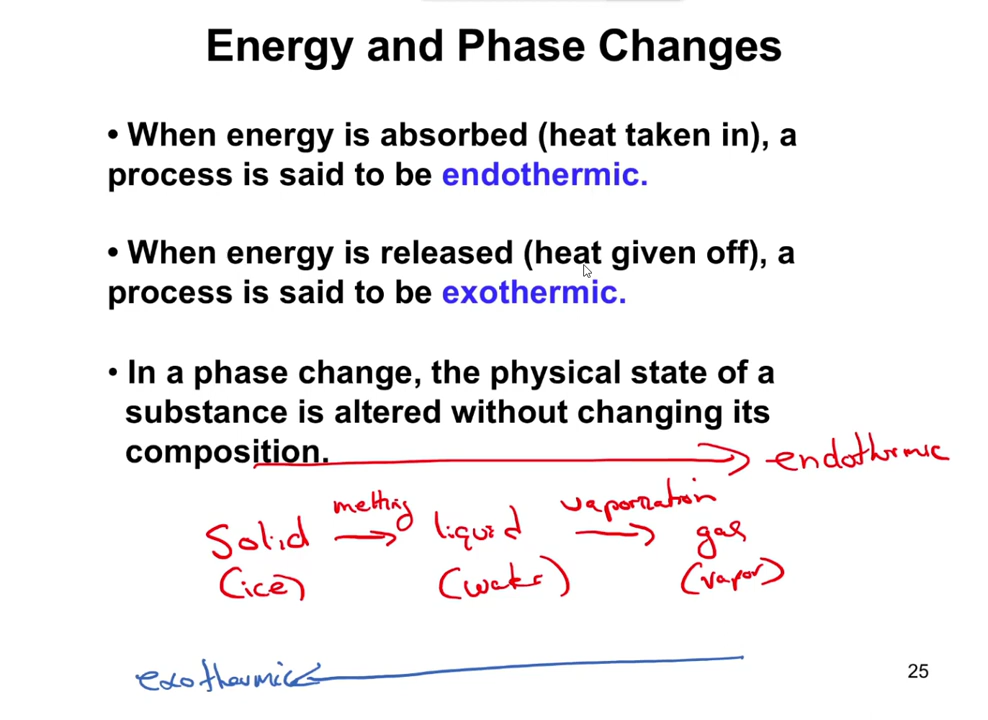 Energy and Phase Changes
• When energy is absorbed (heat taken in), a
process is said to be endothermic.
• When energy is released (heat given off), a
process is said to be exothermic.
• In a phase change, the physical state of a
substance is altered without changing its
composition.
endothermic
melting vaporization
Solid liquid gas
(ice) (water) (vapor)
exothermic
25